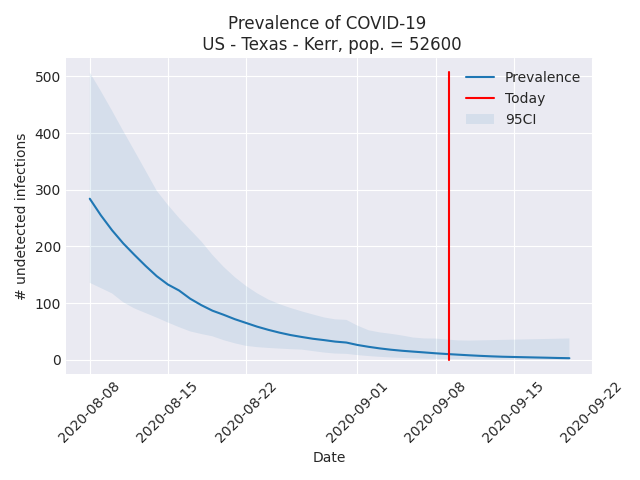 Prevalence of COVID-19
US - Texas - Kerr, pop. = 52600
500
400
300
200
100
0
# undetected infections
Prevalence
Today
95CI
2020-08-08
2020-08-15
2020-08-22
2020-09-01
2020-09-08
2020-09-15
2020-09-22
Date